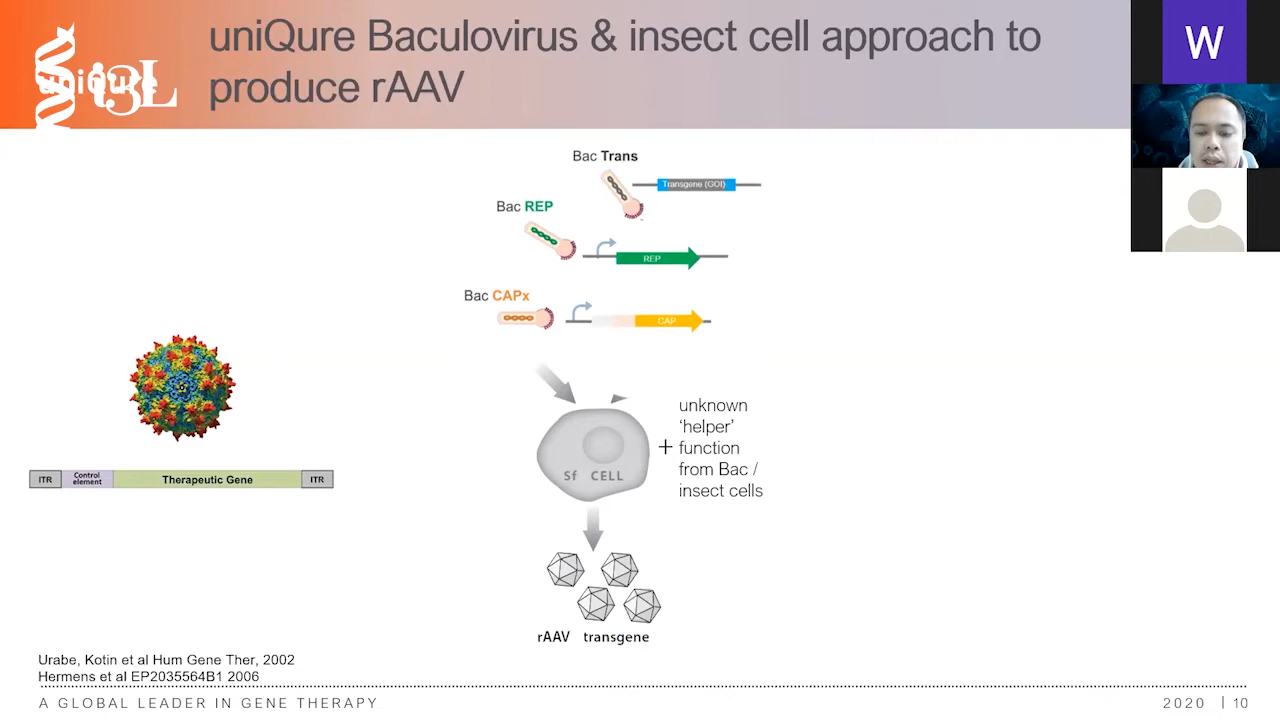 uniQure Baculovirus & insect cell approach to
produce rAAV
uniQure
i3L
W
Bac Trans
Transgene (GOI)
Bac REP
REP
Bac CAPx
CAP
ITR
Control
element
Therapeutic Gene
ITR
Sf CELL
+
unknown
‘helper’
function
from Bac /
insect cells
rAAV transgene
Urabe, Kotin et al Hum Gene Ther, 2002
Hermens et al EP2035564B1 2006
A GLOBAL LEADER IN GENE THERAPY
2020 | 10